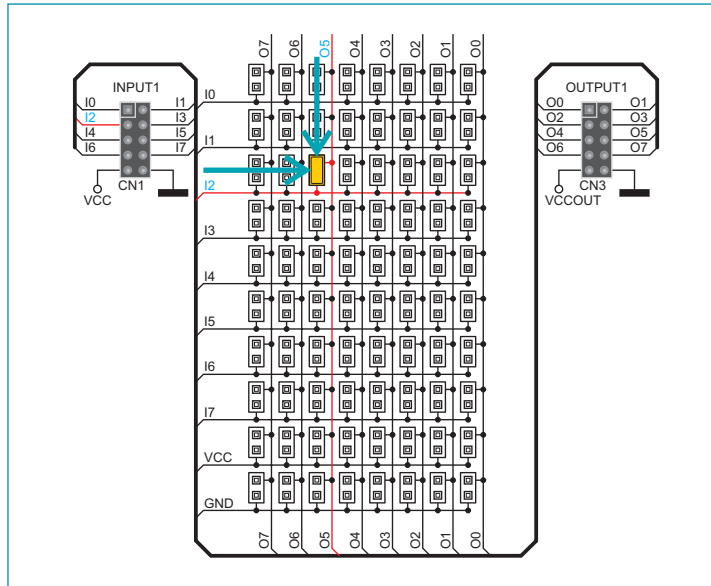 O7 O6 O5 O4 O3 O2 O1 O0
INPUT1
I0 I1
I2 I3
I4 I5
I6 I7
CN1
VCC
I0
I1
I2
I3
I4
I5
I6
I7
VCC
GND
O7 O6 O5 O4 O3 O2 O1 O0
OUTPUT1
O0 O1
O2 O3
O4 O5
O6 O7
CN3
VCCOUT